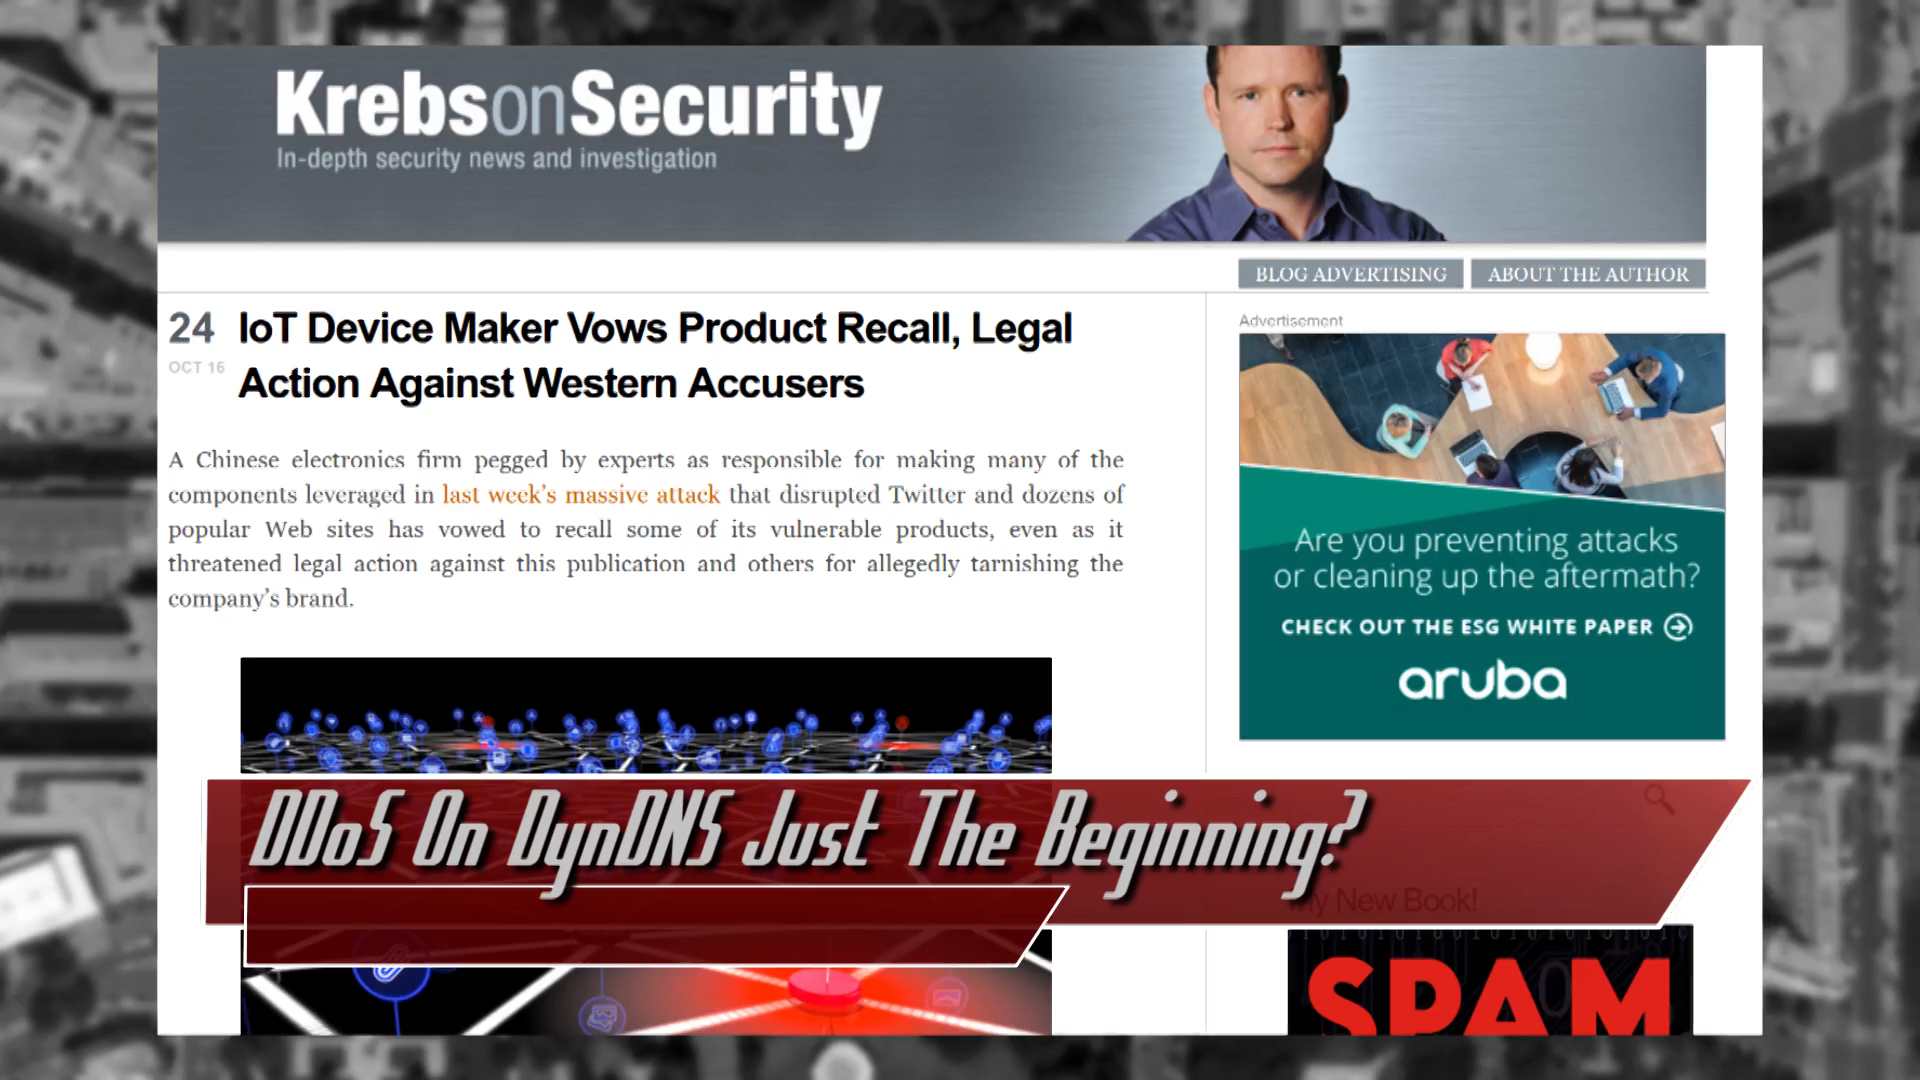 KrebsonSecurity
In-depth security news and investigation
BLOG ADVERTISING
ABOUT THE AUTHOR
24
OCT 16
IoT Device Maker Vows Product Recall, Legal
Action Against Western Accusers
A Chinese electronics firm pegged by experts as responsible for making many of the
components leveraged in last week's massive attack that disrupted Twitter and dozens of
popular Web sites has vowed to recall some of its vulnerable products, even as it
threatened legal action against this publication and others for allegedly tarnishing the
company's brand.
Advertisement
Are you preventing attacks
or cleaning up the aftermath?
CHECK OUT THE ESG WHITE PAPER
aruba
DDoS On DynDNS Just The Beginning?
My New Book!
SPAM